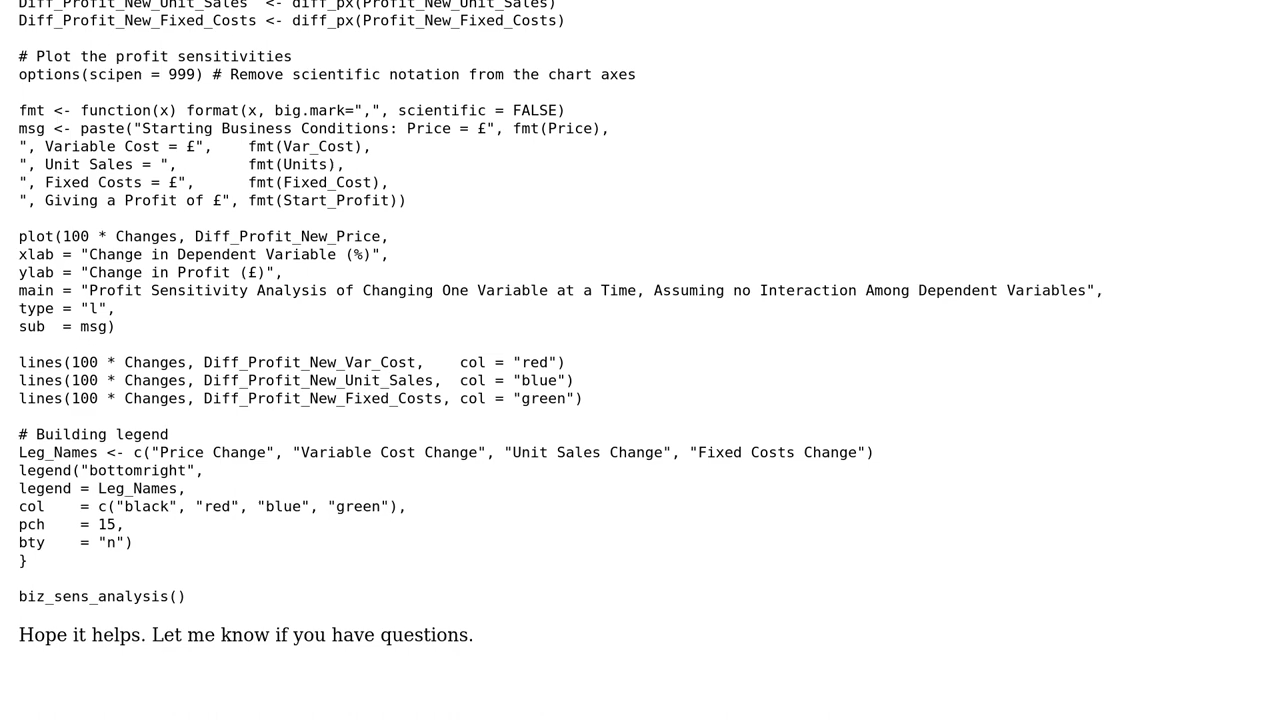 Diff_Profit_New_Unit_Sales  <- diff_px(Profit_New_Unit_Sales)
Diff_Profit_New_Fixed_Costs <- diff_px(Profit_New_Fixed_Costs)

# Plot the profit sensitivities
options(scipen = 999) # Remove scientific notation from the chart axes

fmt <- function(x) format(x, big.mark=",", scientific = FALSE)
msg <- paste("Starting Business Conditions: Price = £", fmt(Price),
", Variable Cost = £",    fmt(Var_Cost),
", Unit Sales = ",        fmt(Units),
", Fixed Costs = £",      fmt(Fixed_Cost),
", Giving a Profit of £", fmt(Start_Profit))

plot(100 * Changes, Diff_Profit_New_Price,
xlab = "Change in Dependent Variable (%)",
ylab = "Change in Profit (£)",
main = "Profit Sensitivity Analysis of Changing One Variable at a Time, Assuming no Interaction Among Dependent Variables",
type = "l",
sub  = msg)

lines(100 * Changes, Diff_Profit_New_Var_Cost,    col = "red")
lines(100 * Changes, Diff_Profit_New_Unit_Sales,  col = "blue")
lines(100 * Changes, Diff_Profit_New_Fixed_Costs, col = "green")

# Building legend
Leg_Names <- c("Price Change", "Variable Cost Change", "Unit Sales Change", "Fixed Costs Change")
legend("bottomright",
legend = Leg_Names,
col    = c("black", "red", "blue", "green"),
pch    = 15,
bty    = "n")
}

biz_sens_analysis()

Hope it helps. Let me know if you have questions.